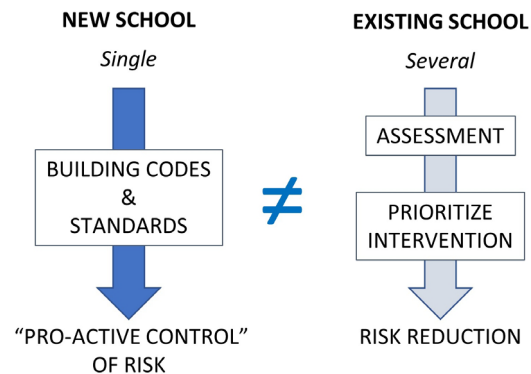 NEW SCHOOL
Single
BUILDING CODES
&
STANDARDS
"PRO-ACTIVE CONTROL"
OF RISK
≠
EXISTING SCHOOL
Several
ASSESSMENT
PRIORITIZE
INTERVENTION
RISK REDUCTION